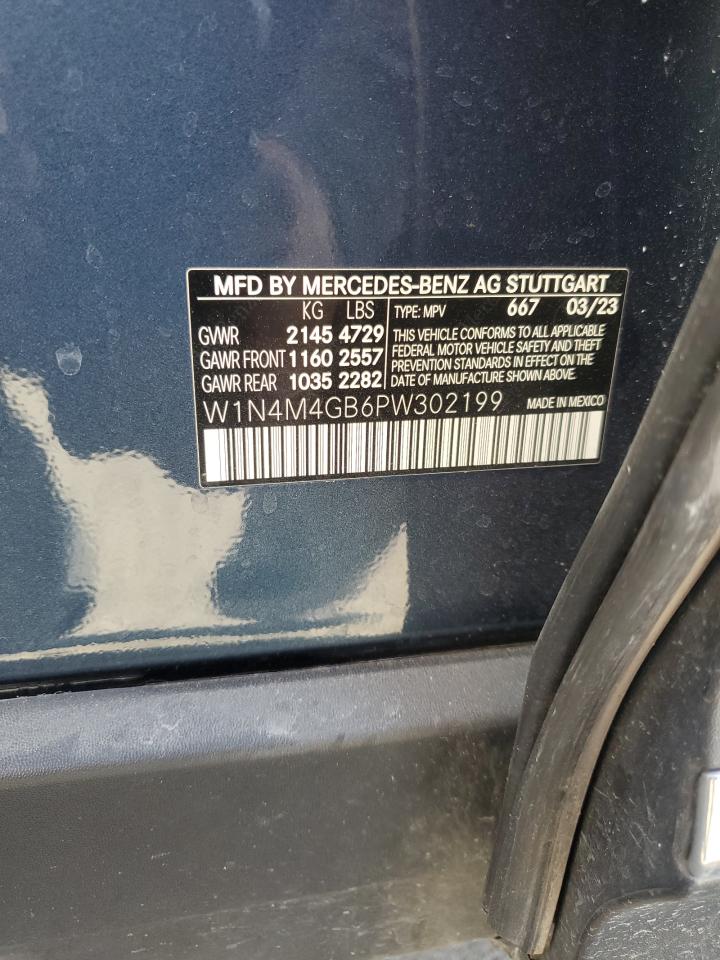 MFD BY MERCEDES-BENZ AG STUTTGART
KG LBS TYPE: MPV 667 03/23
GVWR 2145 4729
GAWR FRONT 1160 2557
GAWR REAR 1035 2282
THIS VEHICLE CONFORMS TO ALL APPLICABLE
FEDERAL MOTOR VEHICLE SAFETY AND THEFT
PREVENTION STANDARDS IN EFFECT ON THE
DATE OF MANUFACTURE SHOWN ABOVE.
W1N4M4GB6PW302199 MADE IN MEXICO